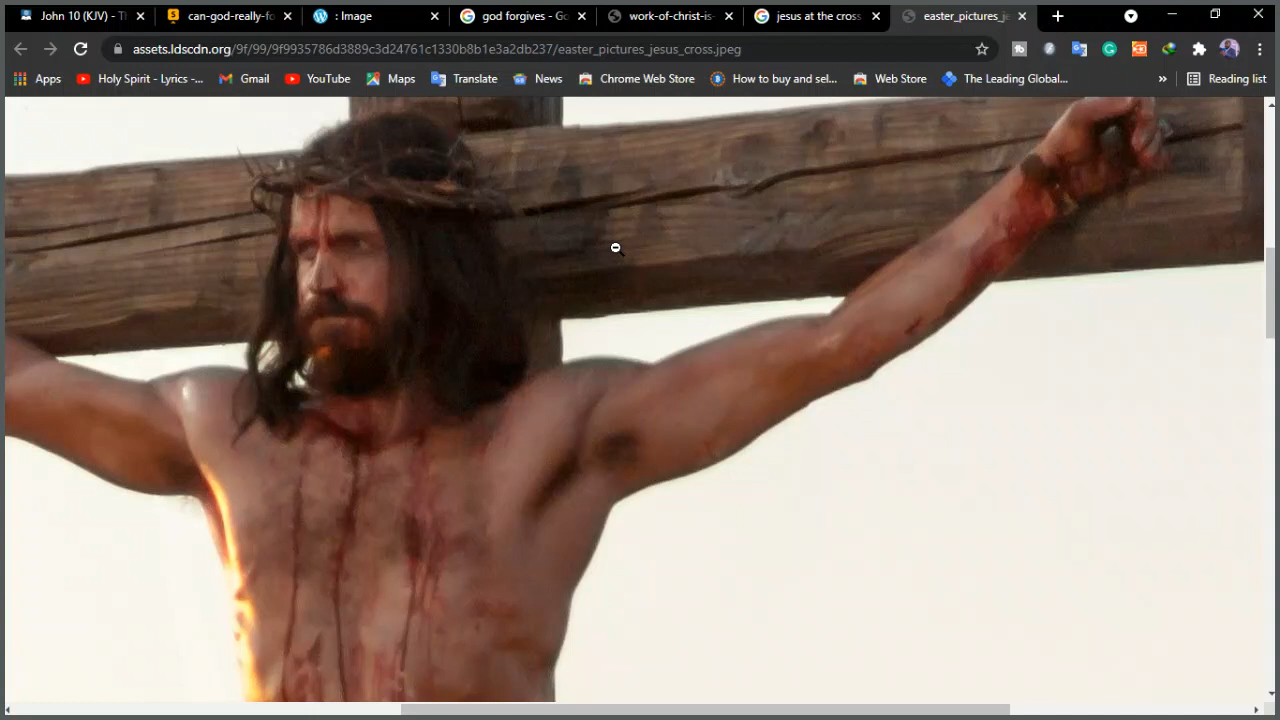 John 10 (KJV) - Th
can-god-really-fo
: Image
god forgives - Go
work-of-christ-is-
jesus at the cross
easter_pictures_je
assets.ldscdn.org/9f/99/9f9935786d3889c3d24761c1330b8b1e3a2db237/easter_pictures_jesus_cross.jpeg
Apps
Holy Spirit - Lyrics -...
Gmail
YouTube
Maps
Translate
News
Chrome Web Store
How to buy and sel...
Web Store
The Leading Global...
»
Reading list